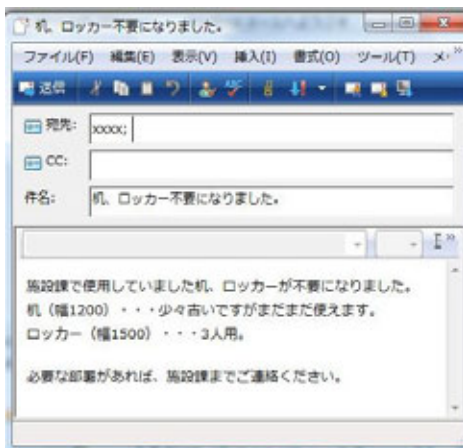 机、ロッカー不要になりました。
ファイル(F) 編集(E) 表示(V) 挿入(I) 書式(O) ツール(T) メ »
送信
宛先: xxxx;
CC:
件名: 机、ロッカー不要になりました。
施設課で使用していました机、ロッカーが不要になりました。
机（幅1200）・・・少々古いですがまだまだ使えます。
ロッカー（幅1500）・・・3人用。
必要な部署があれば、施設課までご連絡ください。